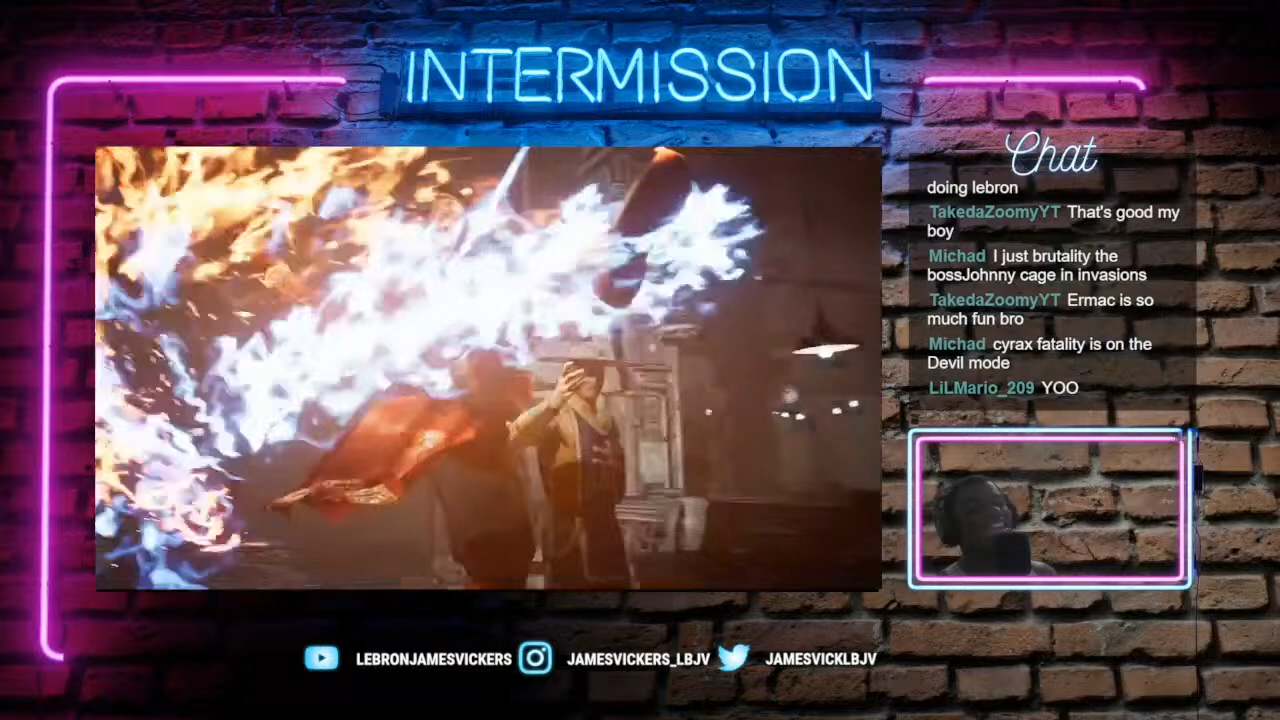 INTERMISSION
Chat
doing lebron
TakedaZoomyYT That's good my
boy
Michad I just brutality the
bossJohnny cage in invasions
TakedaZoomyYT Ermac is so
much fun bro
Michad cyrax fatality is on the
Devil mode
LiLMario_209 YOO
LEBRONJAMESVICKERS JAMESVICKERS_LBJV JAMESVICKLBJV